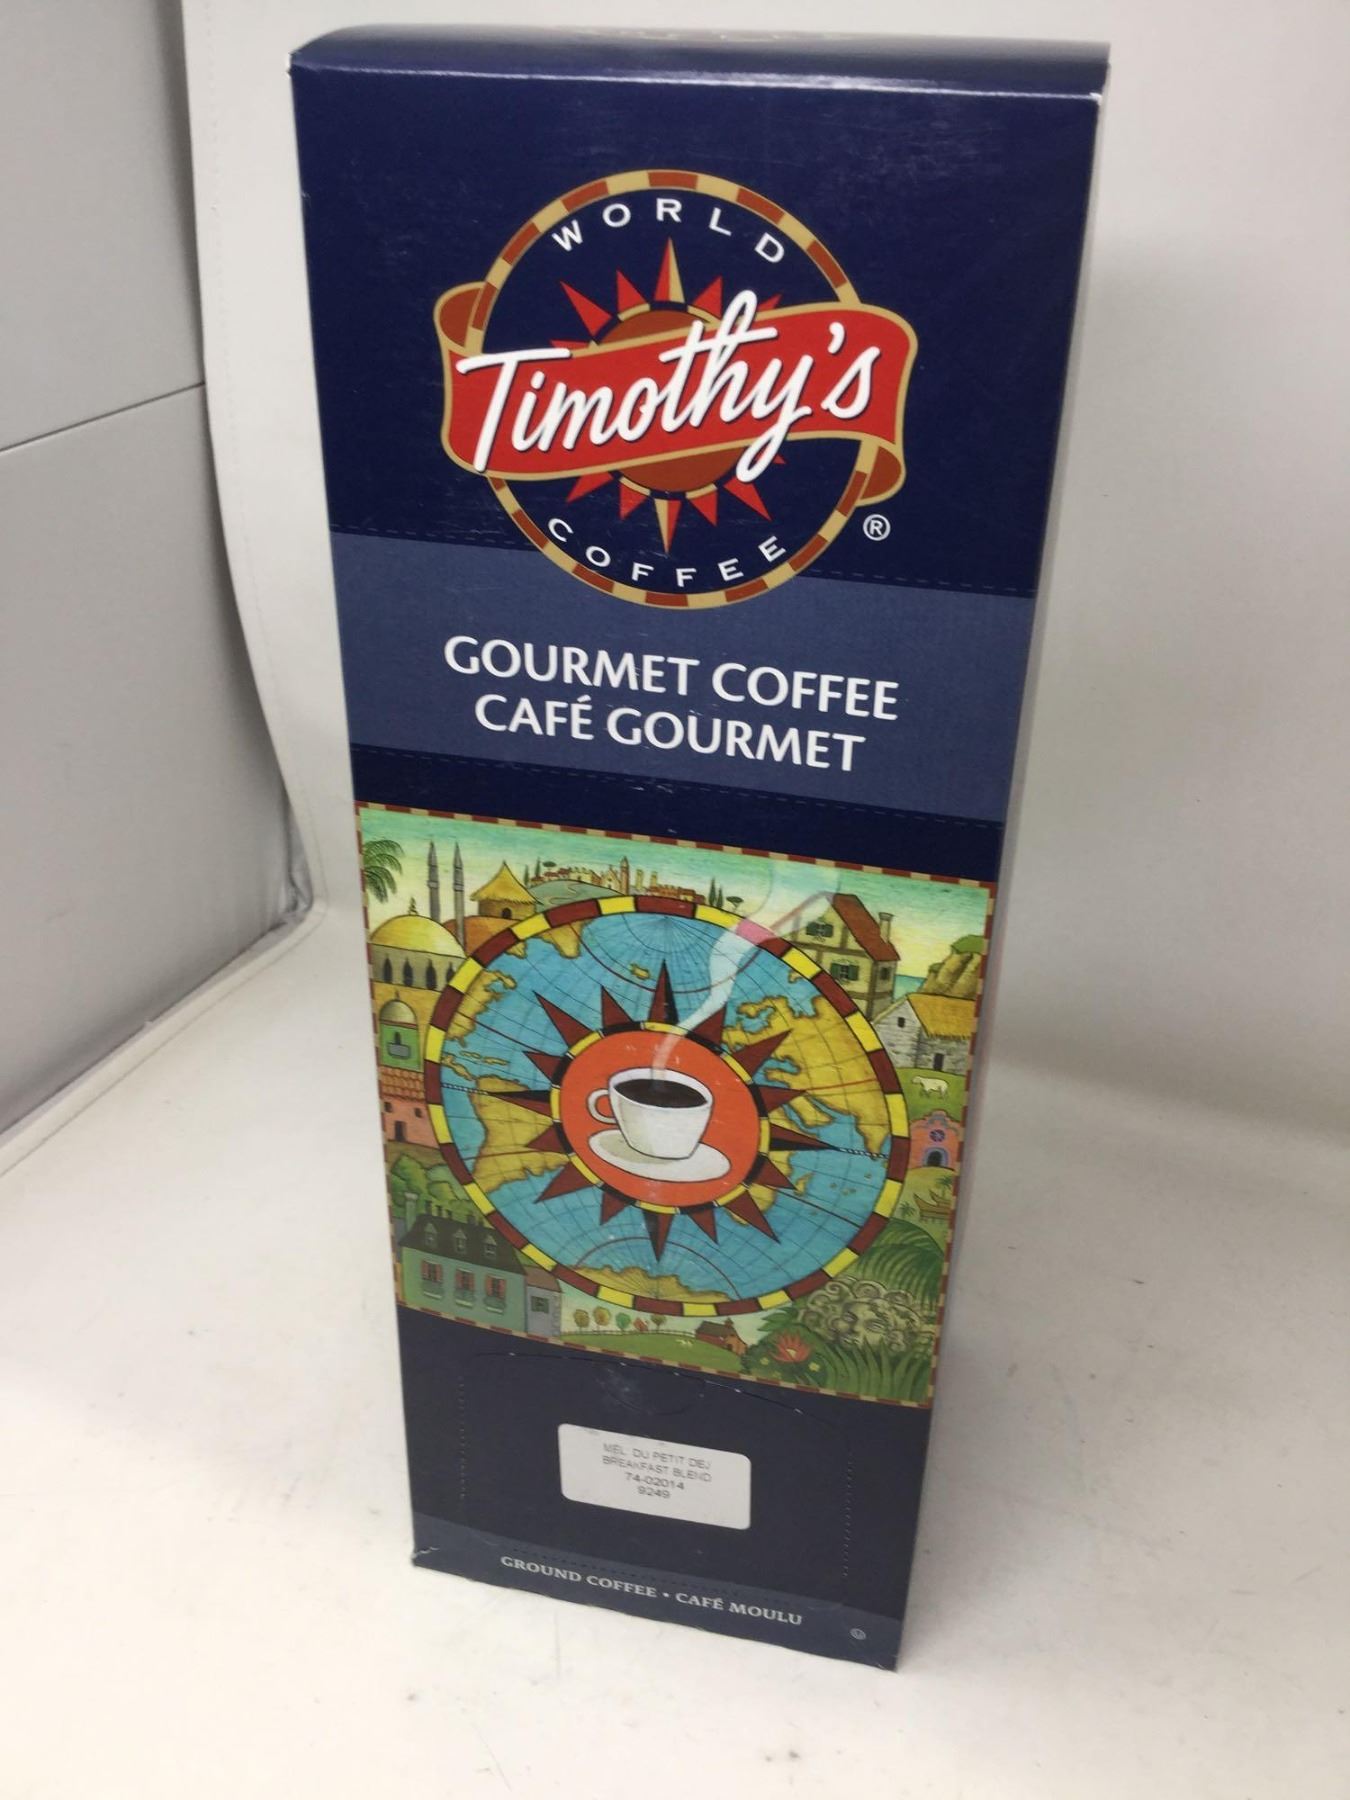 WORLD
Timothy's
COFFEE
®
GOURMET COFFEE
CAFÉ GOURMET
MEL. DU PETIT DEJ
BREAKFAST BLEND
74-02014
9249
GROUND COFFEE • CAFÉ MOULU
Ⓤ